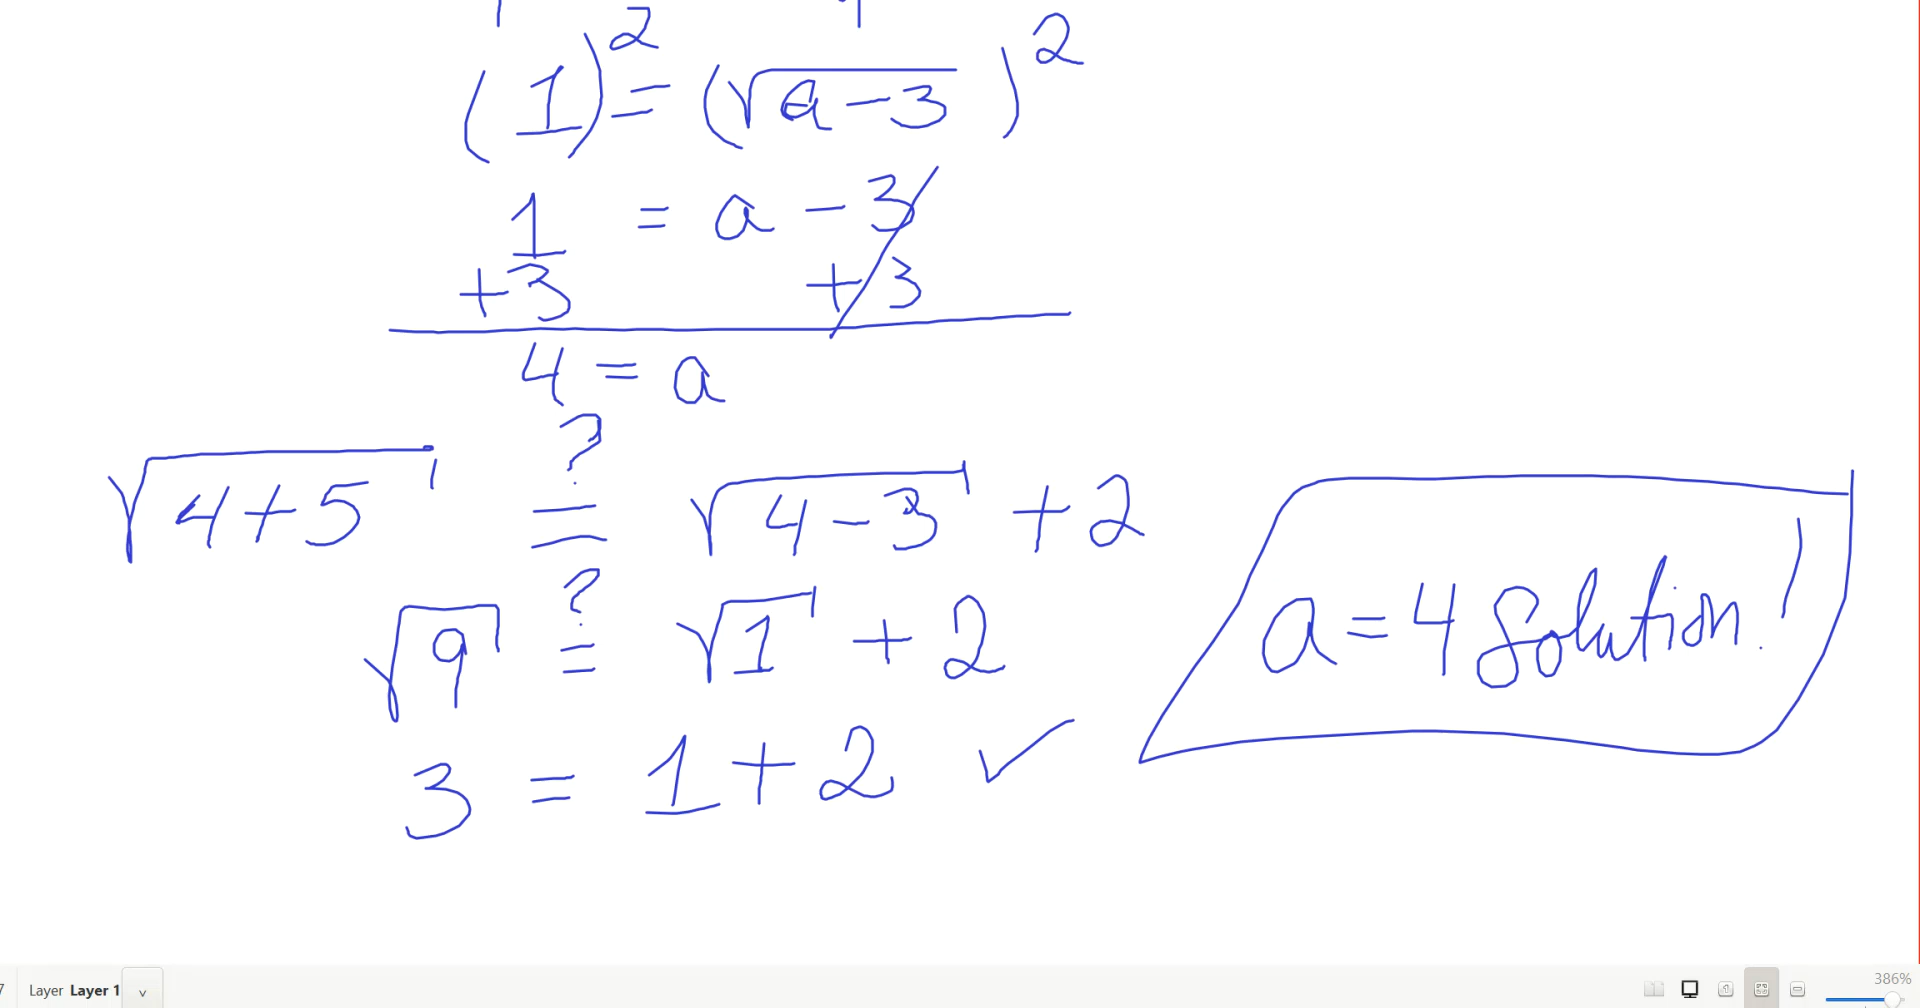 (1)² = (√(a-3))²
1 = a - 3
+3 +3
4 = a
√(4+5) ?= √(4-3) + 2
√9 ?= √1 + 2
3 = 1 + 2 ✓
a = 4 Solution!
Layer Layer 1
386%